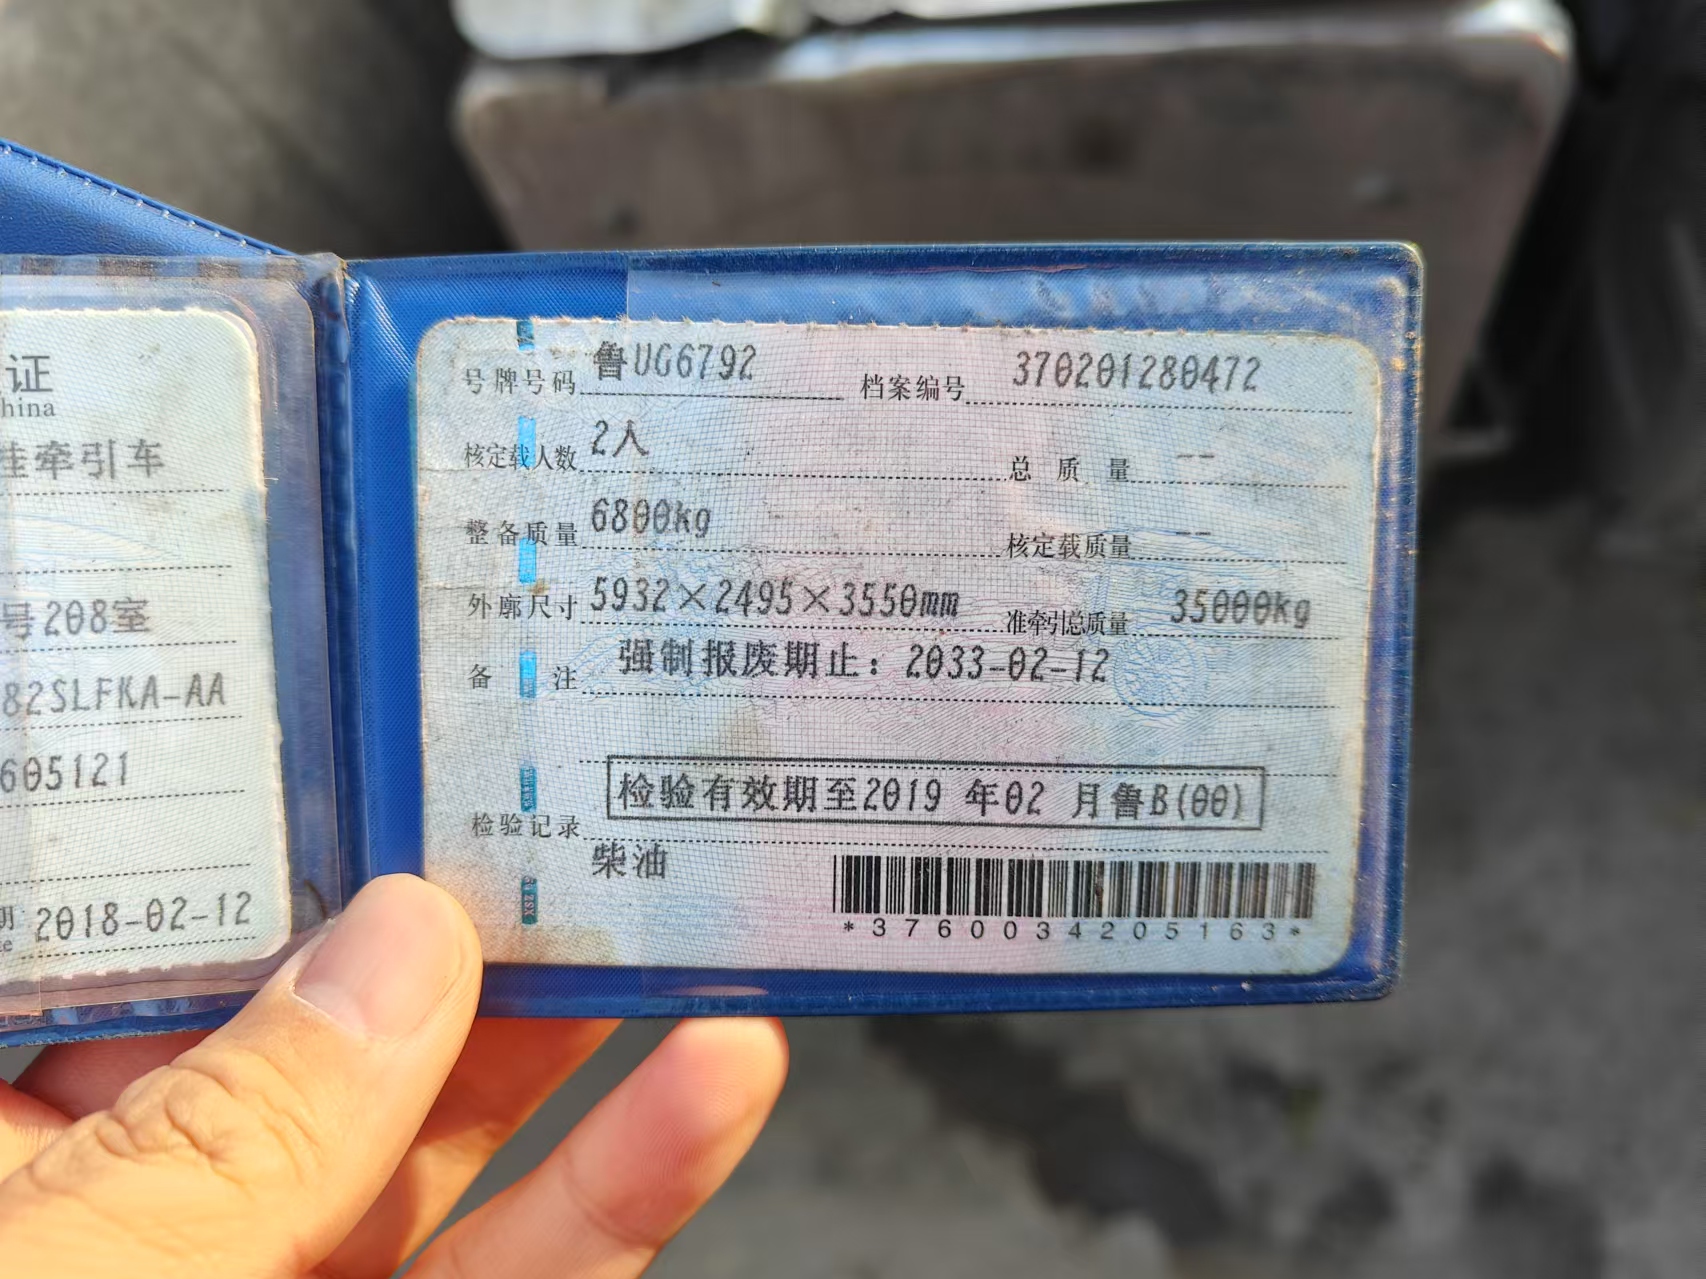 证
hina
挂牵引车
号208室
82SLFKA-AA
605121
期 2018-02-12
号牌号码 鲁UG6792 档案编号 370201280472
核定载人数 2人 总质量 --
整备质量 6800kg 核定载质量 --
外廓尺寸 5932×2495×3550mm 准牵引总质量 35000kg
备注 强制报废期止：2033-02-12
检验记录 检验有效期至2019 年02 月鲁B(00)
柴油
*3760034205163*